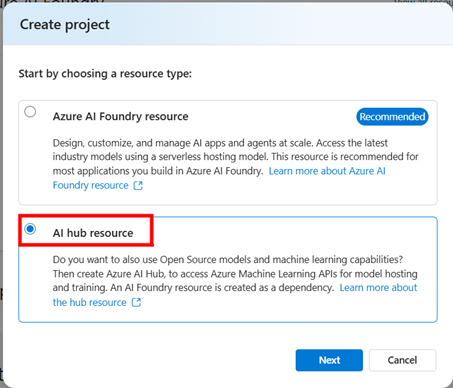 Create project
Start by choosing a resource type:
Azure AI Foundry resource
Recommended
Design, customize, and manage AI apps and agents at scale. Access the latest
industry models using a serverless hosting model. This resource is recommended for
most applications you build in Azure AI Foundry. Learn more about Azure AI
Foundry resource
AI hub resource
Do you want to also use Open Source models and machine learning capabilities?
Then create Azure AI Hub, to access Azure Machine Learning APIs for model hosting
and training. An AI Foundry resource is created as a dependency. Learn more about
the hub resource
Next
Cancel